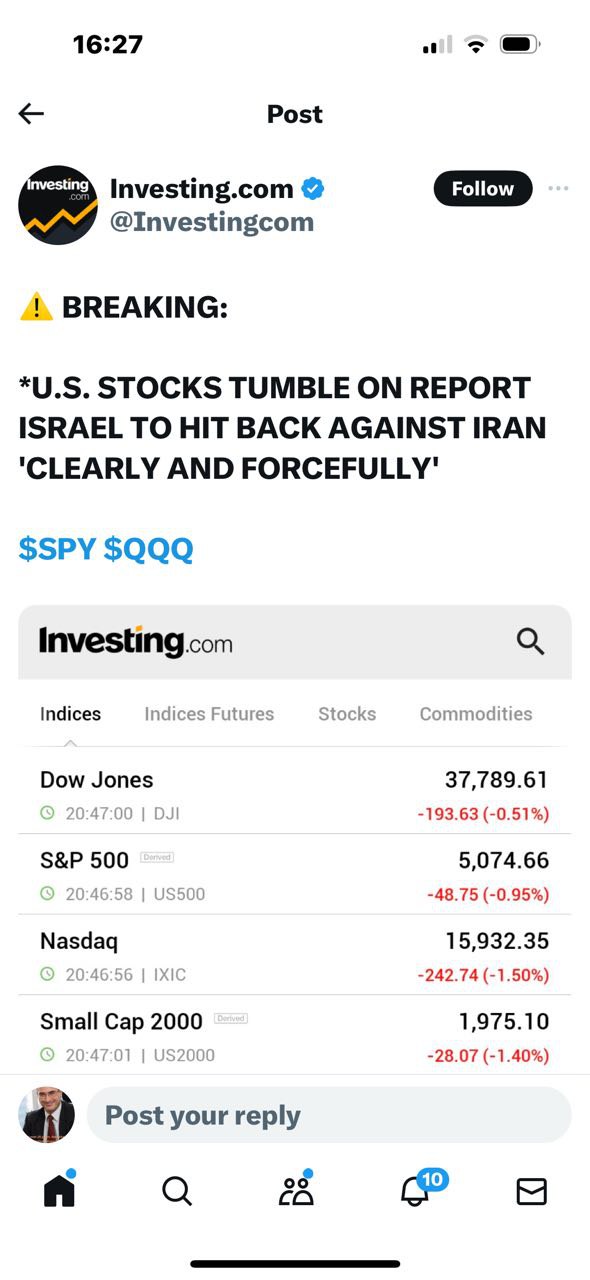 16:27
Post
Investing
.com
Investing.com
@Investingcom
Follow
BREAKING:
*U.S. STOCKS TUMBLE ON REPORT
ISRAEL TO HIT BACK AGAINST IRAN
'CLEARLY AND FORCEFULLY'
$SPY $QQQ
Investing.com
Indices Indices Futures Stocks Commodities
Dow Jones 37,789.61
20:47:00 | DJI -193.63 (-0.51%)
S&P 500 Derived 5,074.66
20:46:58 | US500 -48.75 (-0.95%)
Nasdaq 15,932.35
20:46:56 | IXIC -242.74 (-1.50%)
Small Cap 2000 Derived 1,975.10
20:47:01 | US2000 -28.07 (-1.40%)
Post your reply
10